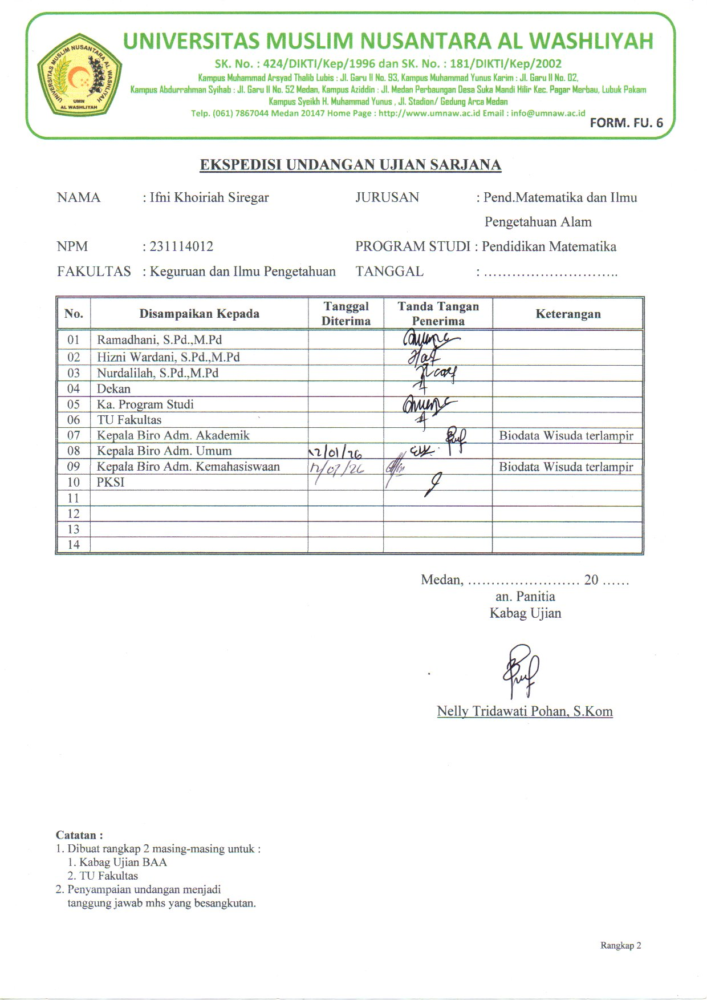 UNIVERSITAS MUSLIM NUSANTARA AL WASHLIYAH
SK. No. : 424/DIKTI/Kep/1996 dan SK. No. : 181/DIKTI/Kep/2002
Kampus Muhammad Arsyad Thalib Lubis : Jl. Garu II No. 93, Kampus Muhammad Yunus Karim : Jl. Garu II No. 02,
Kampus Abdurrahman Syihab : Jl. Garu II No. 52 Medan, Kampus Aziddin : Jl. Medan Perbaungan Desa Suka Mandi Hilir Kec. Pagar Merbau, Lubuk Pakam
Kampus Syeikh H. Muhammad Yunus , Jl. Stadion/ Gedung Arca Medan
Telp. (061) 7867044 Medan 20147 Home Page : http://www.umnaw.ac.id Email : info@umnaw.ac.id
FORM. FU. 6
UNIVERSITAS MUSLIM NUSANTARA AL WASHLIYAH
UMN
AL WASHLIYAH
EKSPEDISI UNDANGAN UJIAN SARJANA
NAMA : Ifni Khoiriah Siregar JURUSAN : Pend.Matematika dan Ilmu
Pengetahuan Alam
NPM : 231114012 PROGRAM STUDI : Pendidikan Matematika
FAKULTAS : Keguruan dan Ilmu Pengetahuan TANGGAL : ..............................
No. Disampaikan Kepada Tanggal Diterima Tanda Tangan Penerima Keterangan
01 Ramadhani, S.Pd.,M.Pd
02 Hizni Wardani, S.Pd.,M.Pd
03 Nurdalilah, S.Pd.,M.Pd
04 Dekan
05 Ka. Program Studi
06 TU Fakultas
07 Kepala Biro Adm. Akademik Biodata Wisuda terlampir
08 Kepala Biro Adm. Umum 12/01/26
09 Kepala Biro Adm. Kemahasiswaan 12/01/26 Biodata Wisuda terlampir
10 PKSI
11
12
13
14
Medan, ........................ 20 ......
an. Panitia
Kabag Ujian
Nelly Tridawati Pohan, S.Kom
Catatan :
1. Dibuat rangkap 2 masing-masing untuk :
1. Kabag Ujian BAA
2. TU Fakultas
2. Penyampaian undangan menjadi
tanggung jawab mhs yang besangkutan.
Rangkap 2